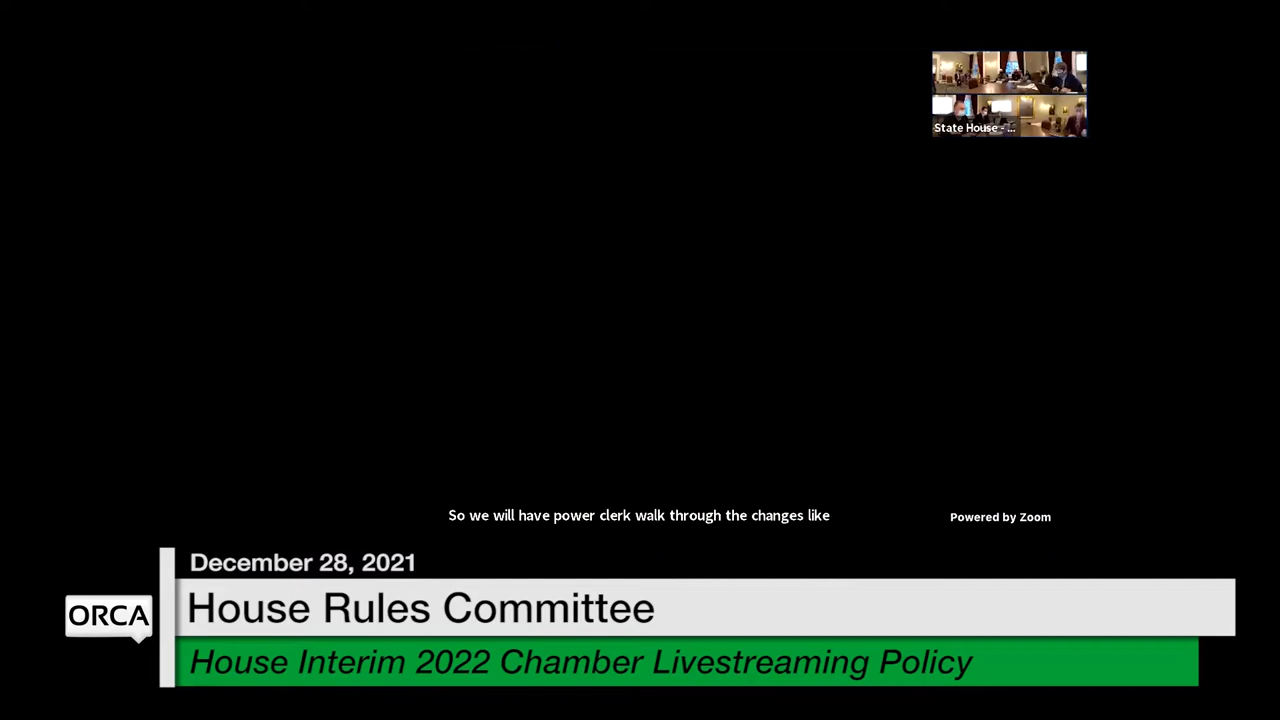 State House - ...
So we will have power clerk walk through the changes like
Powered by Zoom
December 28, 2021
House Rules Committee
ORCA
House Interim 2022 Chamber Livestreaming Policy